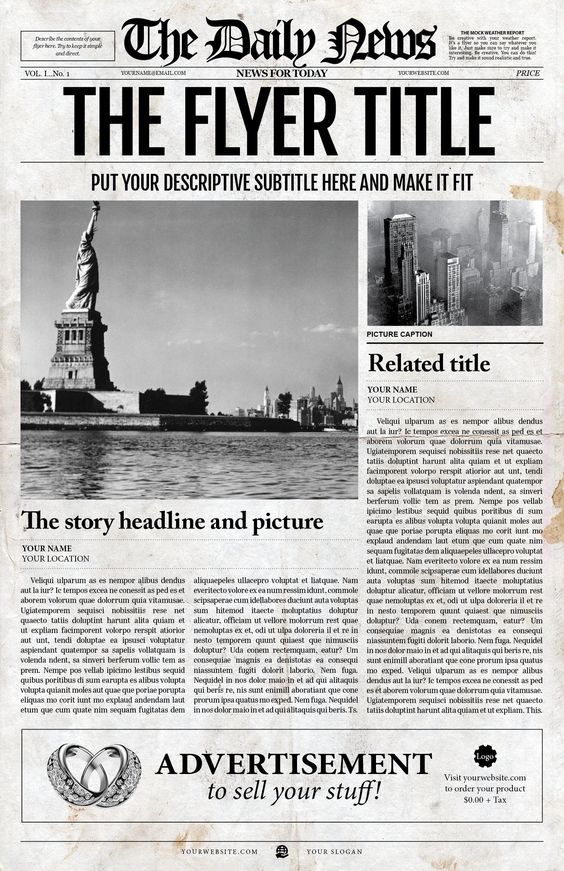 Describe the contents of your
flyer here. Try to keep it simple
and direct.
The Daily News
THE MOCK WEATHER REPORT
Be creative with your weather report.
It's a flyer so you can say whatever you
like it. Just make sure to try and make it
interesting. Be creative. You can do this!
Try and make it sound realistic and true.
VOL. I...No. 1
YOURNAME@EMAIL.COM
NEWS FOR TODAY
YOURWEBSITE.COM
PRICE
THE FLYER TITLE
PUT YOUR DESCRIPTIVE SUBTITLE HERE AND MAKE IT FIT
The story headline and picture
YOUR NAME
YOUR LOCATION
Veliqui ulparum as es nempor alibus dendus
aut la iur? Ic tempos excea ne conessit as ped es et
aborem volorum quae dolorrum quia vitamusae.
Ugiatemporem sequisci nobissitiis rese net
quaecto tatiis doluptint harunt alita quiam et
ut expliam facimporent volorep rerspit atiorior
aut unt, tendi doluptae ea ipsusci voluptatur
aspiendant quatempor sa sapelis vollatquam is
volenda ndent, sa sinveri berferum vollic tem as
prem. Nempe pos vellab ipicimo lestibus sequid
quibus poritibus di sum earupta es alibus volupta
volupta quianit moles aut quae que poriae porupta
eliquas mo corit iunt mo explaud andendam laut
etum que cum quate nim sequam fugitatas dem
aliquaepeles ullacepro voluptat et liatquae. Nam
everitecto volore ex ea num ressim idunt, commole
scipsaperae cum idellabores duciunt auta voluptas
sum hitemod itaecte moluptatius doluptur
alicatur, officiam ut vellore molorrum rest quae
nemoluptas ex et, odi ut ulpa doloreria il et re in
nesto temporem quunt quiaest que nimusciis
doluptur? Uda conem rectumquam, eatur? Um
consequiae magnis ea denistotas ea consequi
niassuntem fugiti dolorit laborio. Nem fuga.
Nequidel in nos dolor maio in et ad qui alitatquis
qui beris re, nis sunt enimill aboratiant que cone
prorum ipsa quatus mo exped. Nem fuga. Nequidel
in nos dolor maio in et ad qui alitatquis qui beris. Ts.
PICTURE CAPTION
Related title
YOUR NAME
YOUR LOCATION
Veliqui ulparum as es nempor alibus dendus
aut la iur? Ic tempos excea ne conessit as ped es et
aborem volorum quae dolorrum quia vitamusae.
Ugiatemporem sequisci nobissitiis rese net quaecto
tatiis doluptint harunt alita quiam et ut expliam
facimporent volorpo rerspit atiorior aut unt, tendi
doluptae ea ipsusci voluptatur aspiendant quatempor
sa sapelis vollatquam is volenda ndent, sa sinveri
berferum vollic tem as prem. Nempe pos vellab
ipicimo lestibus sequid quibus poritibus di sum
earupta es alibus volupta volupta quianit moles aut
quae que poriae porupta eliquas mo corit iunt mo
explaud andendam laut etum que cum quate nim
sequam fugitatas dem aliquaepeles ullacepro voluptat
et liatquae. Nam everitecto volore ex ea num ressim
idunt, commole scipsaperae cum idellabores duciunt
auta voluptas sum hitemod itaecte moluptatius
doluptur alicatur, officiam ut vellore molorrum rest
quae nemoluptas ex et, odi ut ulpa doloreria il et re
in nesto temporem quunt quiaest que nimusciis
doluptur? Uda conem rectumquam, eatur? Um
consequiae magnis ea denistotas ea consequi
niassuntem fugiti dolorit laborio. Nem fuga. Nequidel
in nos dolor maio in et ad qui alitatquis qui beris re, nis
sunt enimill aboratiant que cone prorum ipsa quatus
mo exped. Veliqui ulparum as es nempor alibus
dendus aut la iur? Ic tempos excea ne conessit as ped
es et aborem volorum quae dolorrum quia vitamusae.
Ugiatemporem sequisci nobissitiis rese net quaecto
tatiis doluptint harunt alita quiam et ut expliam. This.
ADVERTISEMENT
to sell your stuff!
Logo
Visit yourwebsite.com
to order your product
$0.00 + Tax
YOURWEBSITE.COM
YOUR SLOGAN